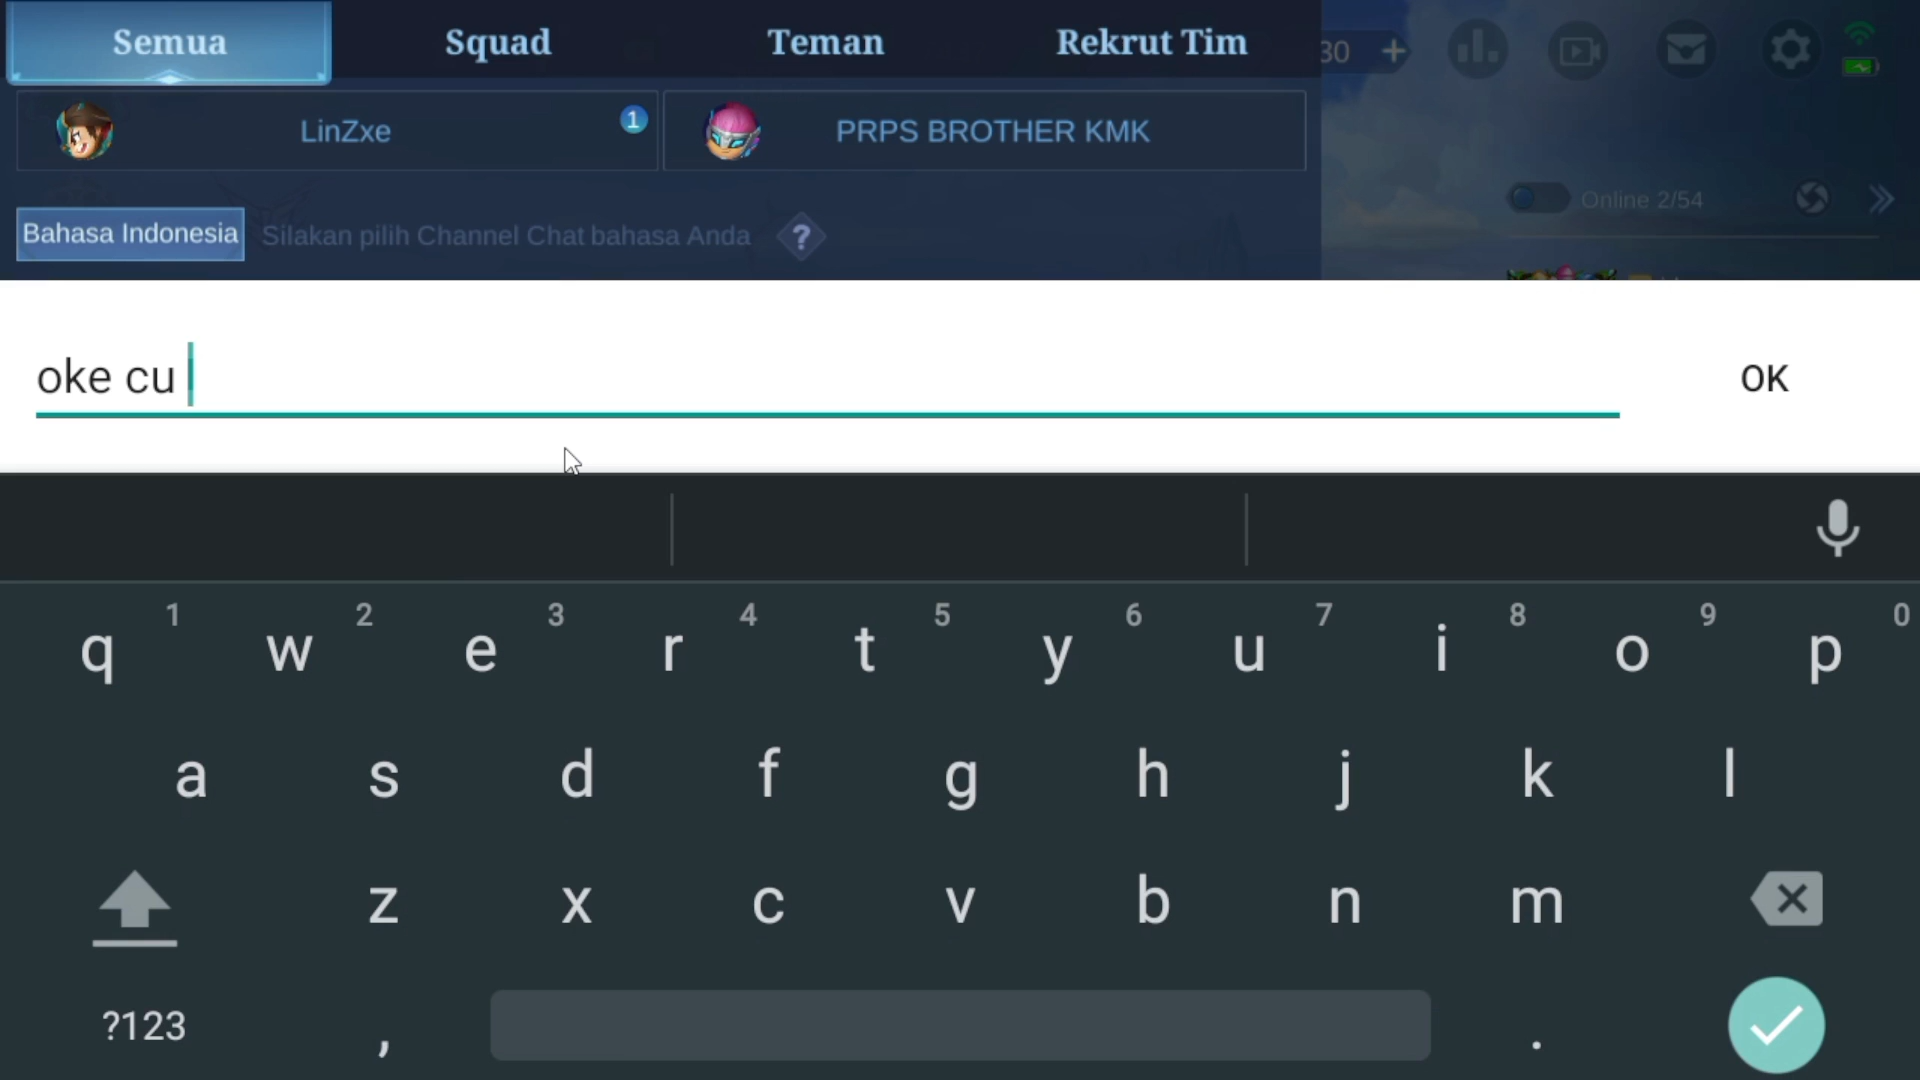 Semua Squad Teman Rekrut Tim
30 +
LinZxe 1 PRPS BROTHER KMK
Online 2/54
Bahasa Indonesia Silakan pilih Channel Chat bahasa Anda ?
oke cu
OK
1 2 3 4 5 6 7 8 9 0
q w e r t y u i o p
a s d f g h j k l
z x c v b n m
?123 , .